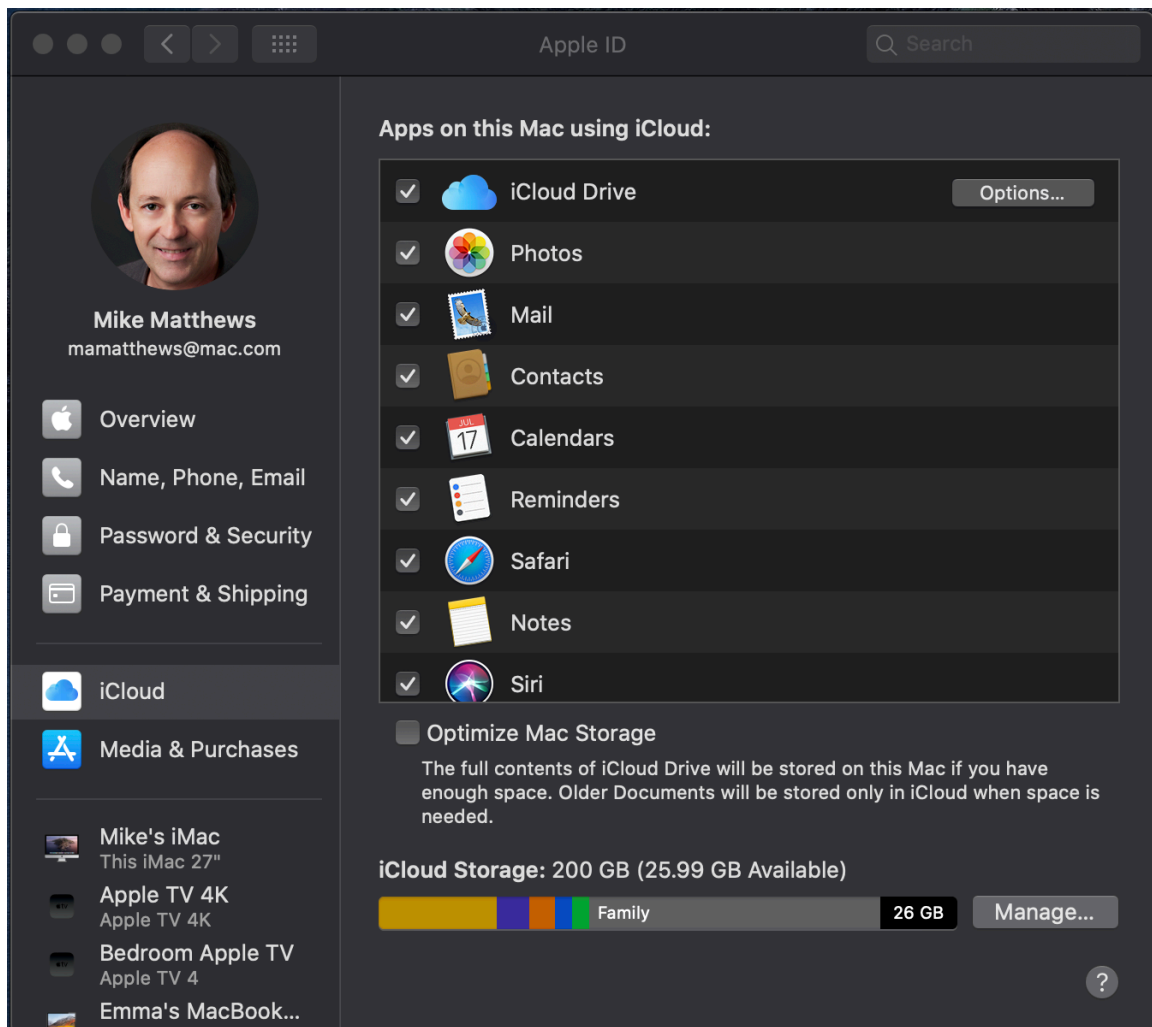 Apple ID
Search
Mike Matthews
mamatthews@mac.com
Overview
Name, Phone, Email
Password & Security
Payment & Shipping
iCloud
Media & Purchases
Mike's iMac
This iMac 27"
Apple TV 4K
Apple TV 4K
Bedroom Apple TV
Apple TV 4
Emma's MacBook...
Apps on this Mac using iCloud:
iCloud Drive
Options...
Photos
Mail
Contacts
JUL
17
Calendars
Reminders
Safari
Notes
Siri
Optimize Mac Storage
The full contents of iCloud Drive will be stored on this Mac if you have
enough space. Older Documents will be stored only in iCloud when space is
needed.
iCloud Storage: 200 GB (25.99 GB Available)
Family
26 GB
Manage...
?